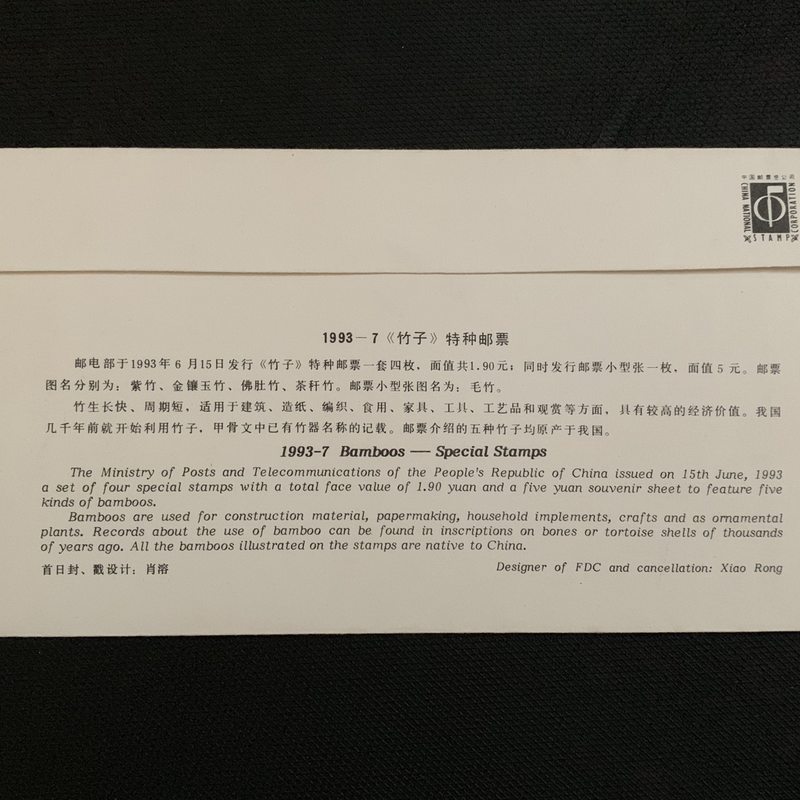 中国邮票总公司
CHINA NATIONAL
STAMP
CORPORATION
1993－7《竹子》特种邮票
邮电部于1993年6月15日发行《竹子》特种邮票一套四枚，面值共1.90元；同时发行邮票小型张一枚，面值5元。邮票
图名分别为：紫竹、金镶玉竹、佛肚竹、茶秆竹。邮票小型张图名为：毛竹。
竹生长快、周期短，适用于建筑、造纸、编织、食用、家具、工具、工艺品和观赏等方面，具有较高的经济价值。我国
几千年前就开始利用竹子，甲骨文中已有竹器名称的记载。邮票介绍的五种竹子均原产于我国。
1993-7 Bamboos — Special Stamps
The Ministry of Posts and Telecommunications of the People's Republic of China issued on 15th June, 1993
a set of four special stamps with a total face value of 1.90 yuan and a five yuan souvenir sheet to feature five
kinds of bamboos.
Bamboos are used for construction material, papermaking, household implements, crafts and as ornamental
plants. Records about the use of bamboo can be found in inscriptions on bones or tortoise shells of thousands
of years ago. All the bamboos illustrated on the stamps are native to China.
首日封、戳设计：肖溶
Designer of FDC and cancellation: Xiao Rong